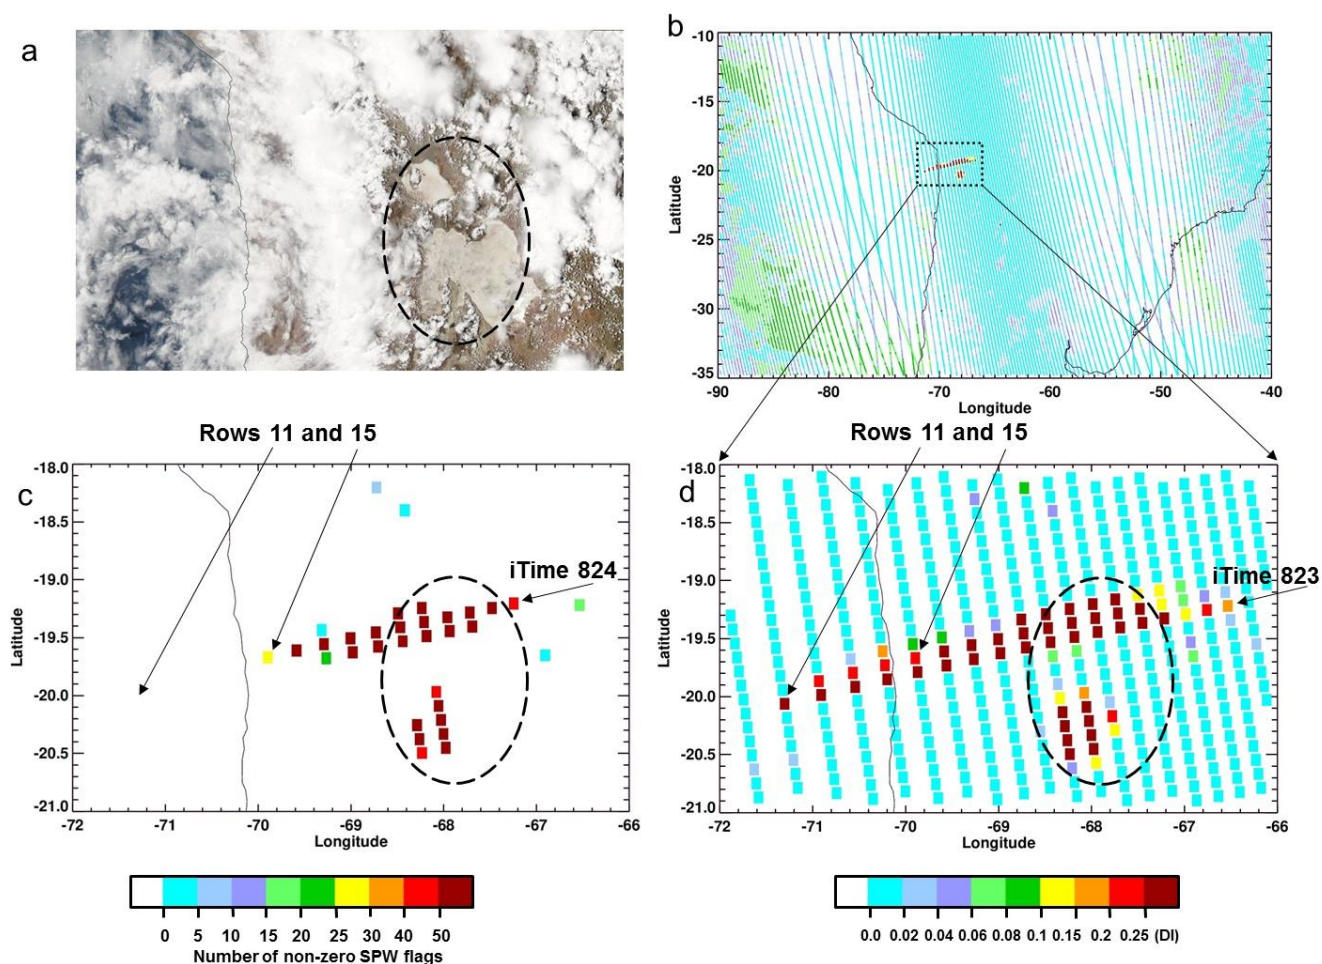 a
b
-10
-15
-20
-25
-30
-35
Latitude
-90
-80
-70
-60
-50
-40
Longitude
Rows 11 and 15
Rows 11 and 15
c
-18.0
-18.5
-19.0
-19.5
-20.0
-20.5
-21.0
Latitude
iTime 824
-72
-71
-70
-69
-68
-67
-66
Longitude
d
-18.0
-18.5
-19.0
-19.5
-20.0
-20.5
-21.0
Latitude
iTime 823
-72
-71
-70
-69
-68
-67
-66
Longitude
0 5 10 15 20 25 30 40 50
Number of non-zero SPW flags
0.0 0.02 0.04 0.06 0.08 0.1 0.15 0.2 0.25 (DI)